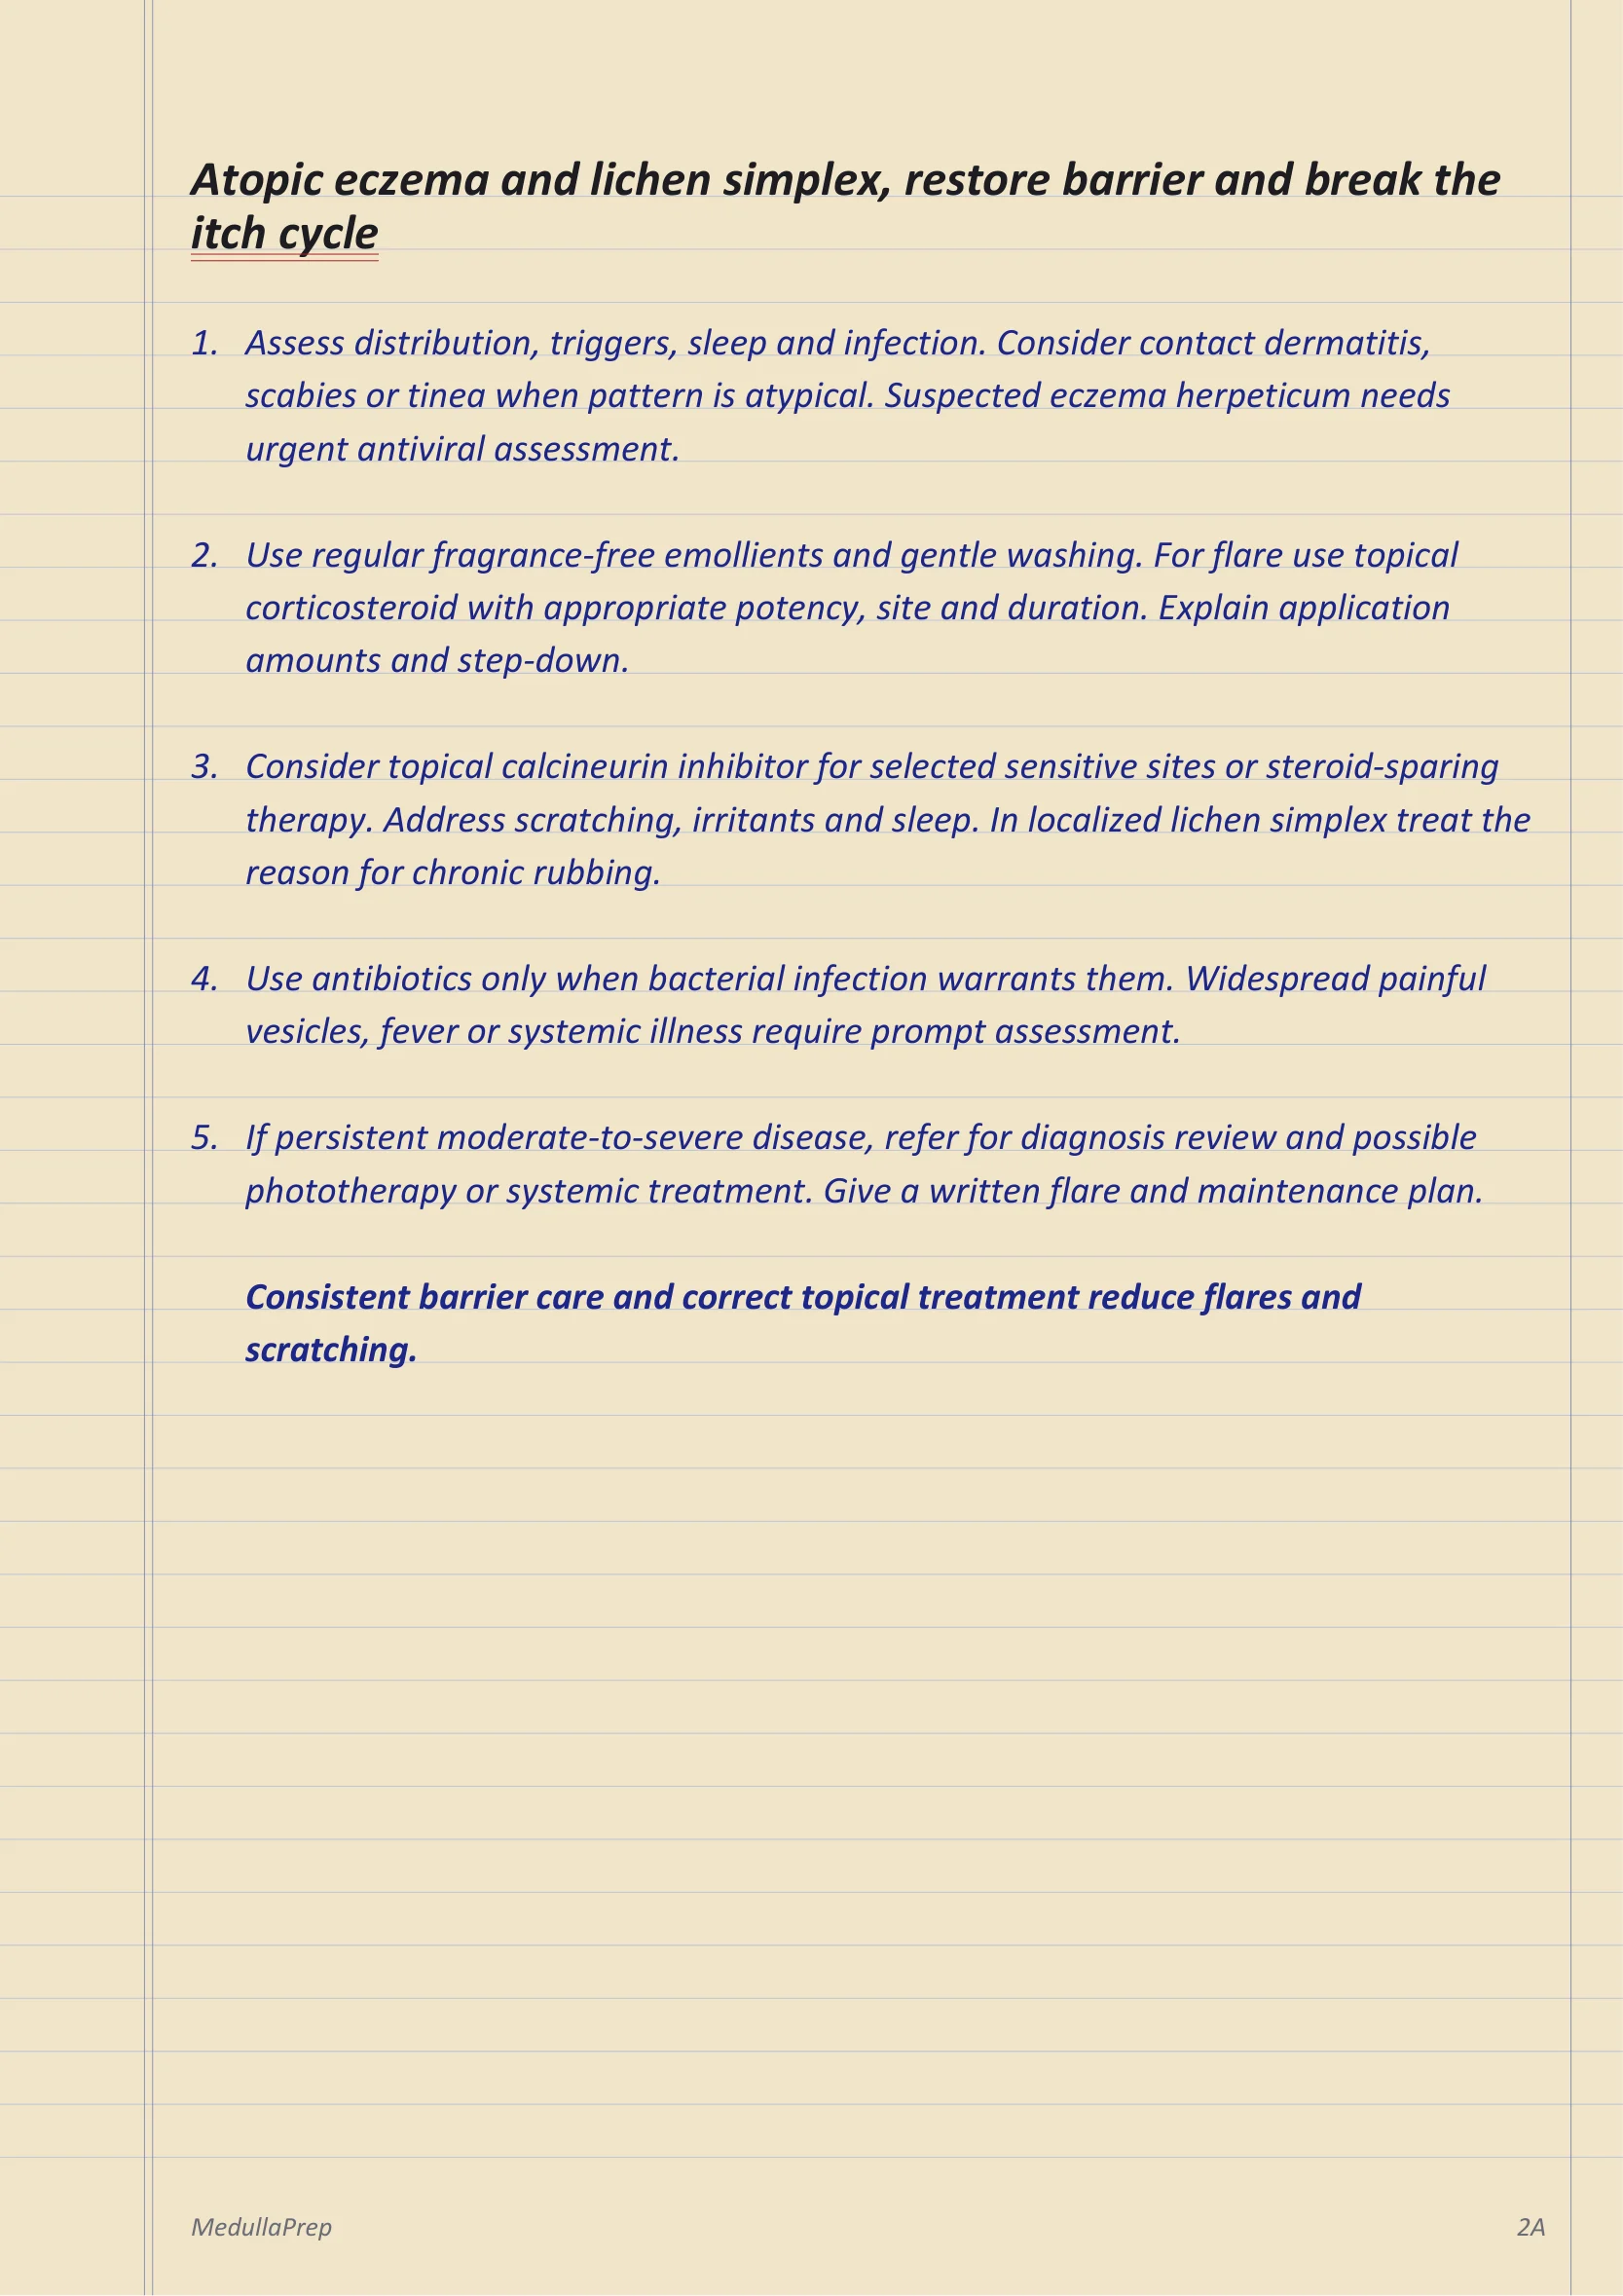 Atopic eczema and lichen simplex, restore barrier and break the
itch cycle
1. Assess distribution, triggers, sleep and infection. Consider contact dermatitis,
scabies or tinea when pattern is atypical. Suspected eczema herpeticum needs
urgent antiviral assessment.
2. Use regular fragrance-free emollients and gentle washing. For flare use topical
corticosteroid with appropriate potency, site and duration. Explain application
amounts and step-down.
3. Consider topical calcineurin inhibitor for selected sensitive sites or steroid-sparing
therapy. Address scratching, irritants and sleep. In localized lichen simplex treat the
reason for chronic rubbing.
4. Use antibiotics only when bacterial infection warrants them. Widespread painful
vesicles, fever or systemic illness require prompt assessment.
5. If persistent moderate-to-severe disease, refer for diagnosis review and possible
phototherapy or systemic treatment. Give a written flare and maintenance plan.
Consistent barrier care and correct topical treatment reduce flares and
scratching.
MedullaPrep
2A